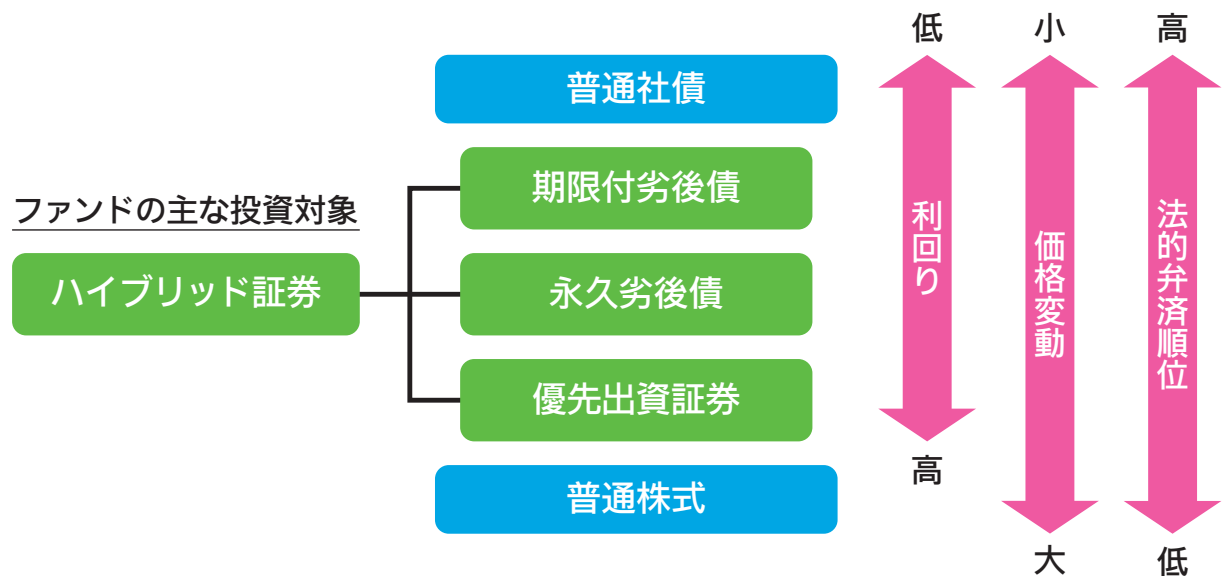 低
小
高
普通社債
期限付劣後債
ファンドの主な投資対象
ハイブリッド証券
永久劣後債
優先出資証券
普通株式
利回り
価格変動
法的弁済順位
高
大
低